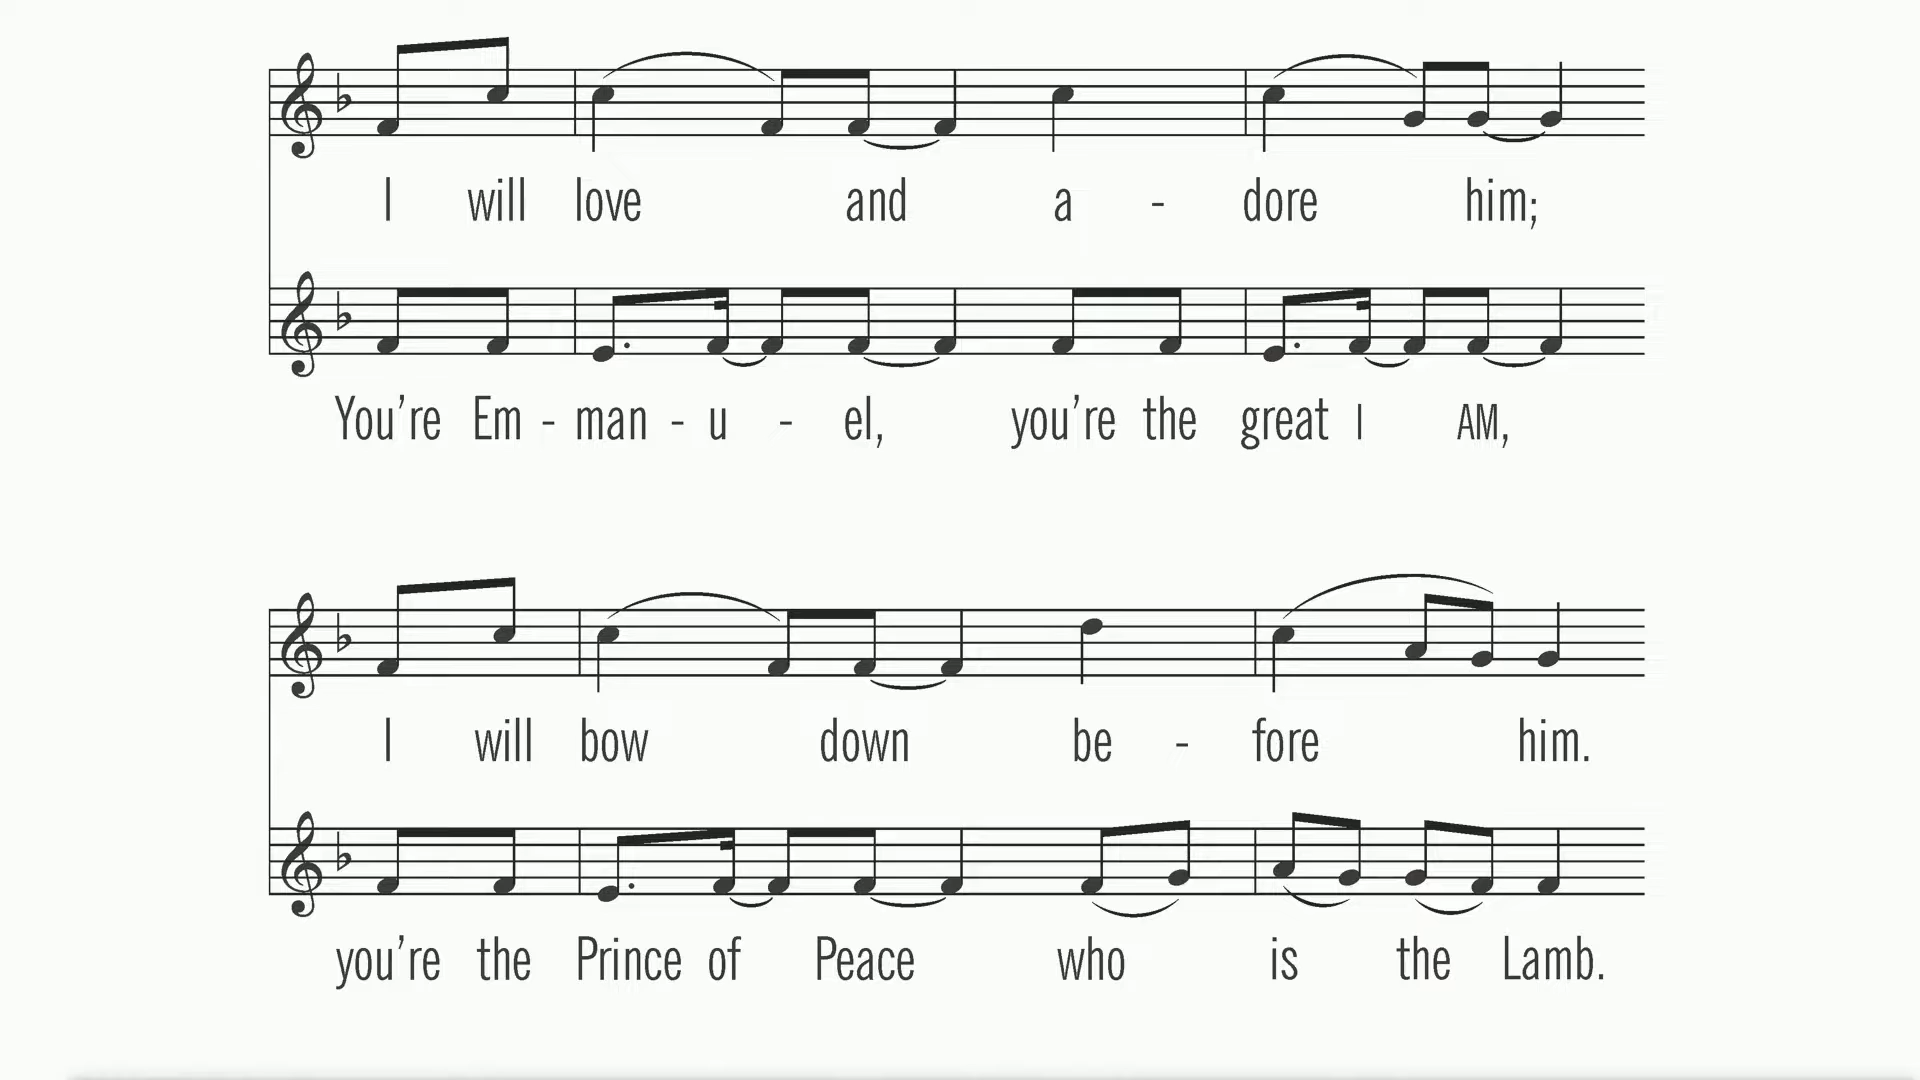 I will love and a - dore him;
You're Em - man - u - el, you're the great I AM,
I will bow down be - fore him.
you're the Prince of Peace who is the Lamb.